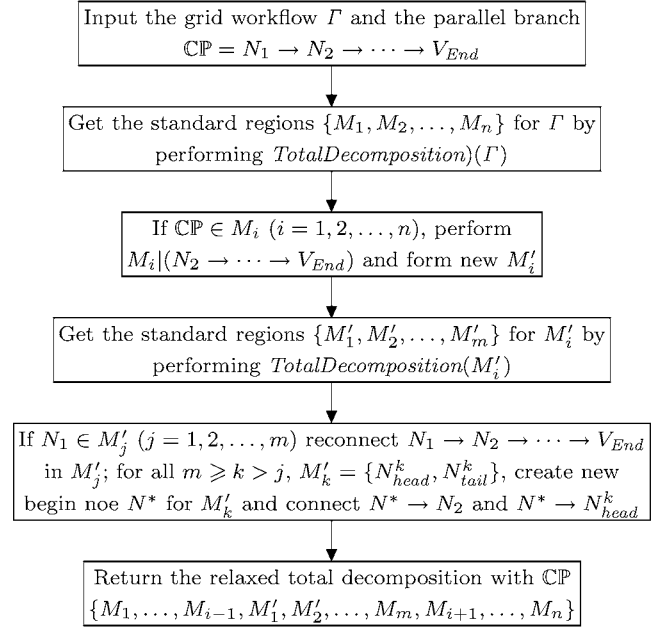 Input the grid workflow Γ and the parallel branch
ℂℙ = N₁ → N₂ → ⋯ → V_End
Get the standard regions {M₁, M₂, . . . , Mₙ} for Γ by
performing TotalDecomposition)(Γ)
If ℂℙ ∈ Mᵢ (i = 1, 2, . . . , n), perform
Mᵢ|(N₂ → ⋯ → V_End) and form new M′ᵢ
Get the standard regions {M′₁, M′₂, . . . , M′ₘ} for M′ᵢ by
performing TotalDecomposition(M′ᵢ)
If N₁ ∈ M′ⱼ (j = 1, 2, . . . , m) reconnect N₁ → N₂ → ⋯ → V_End
in M′ⱼ; for all m ⩾ k > j, M′ₖ = {N^k_head, N^k_tail}, create new
begin noe N* for M′ₖ and connect N* → N₂ and N* → N^k_head
Return the relaxed total decomposition with ℂℙ
{M₁, . . . , Mᵢ₋₁, M′₁, M′₂, . . . , Mₘ, Mᵢ₊₁, . . . , Mₙ}